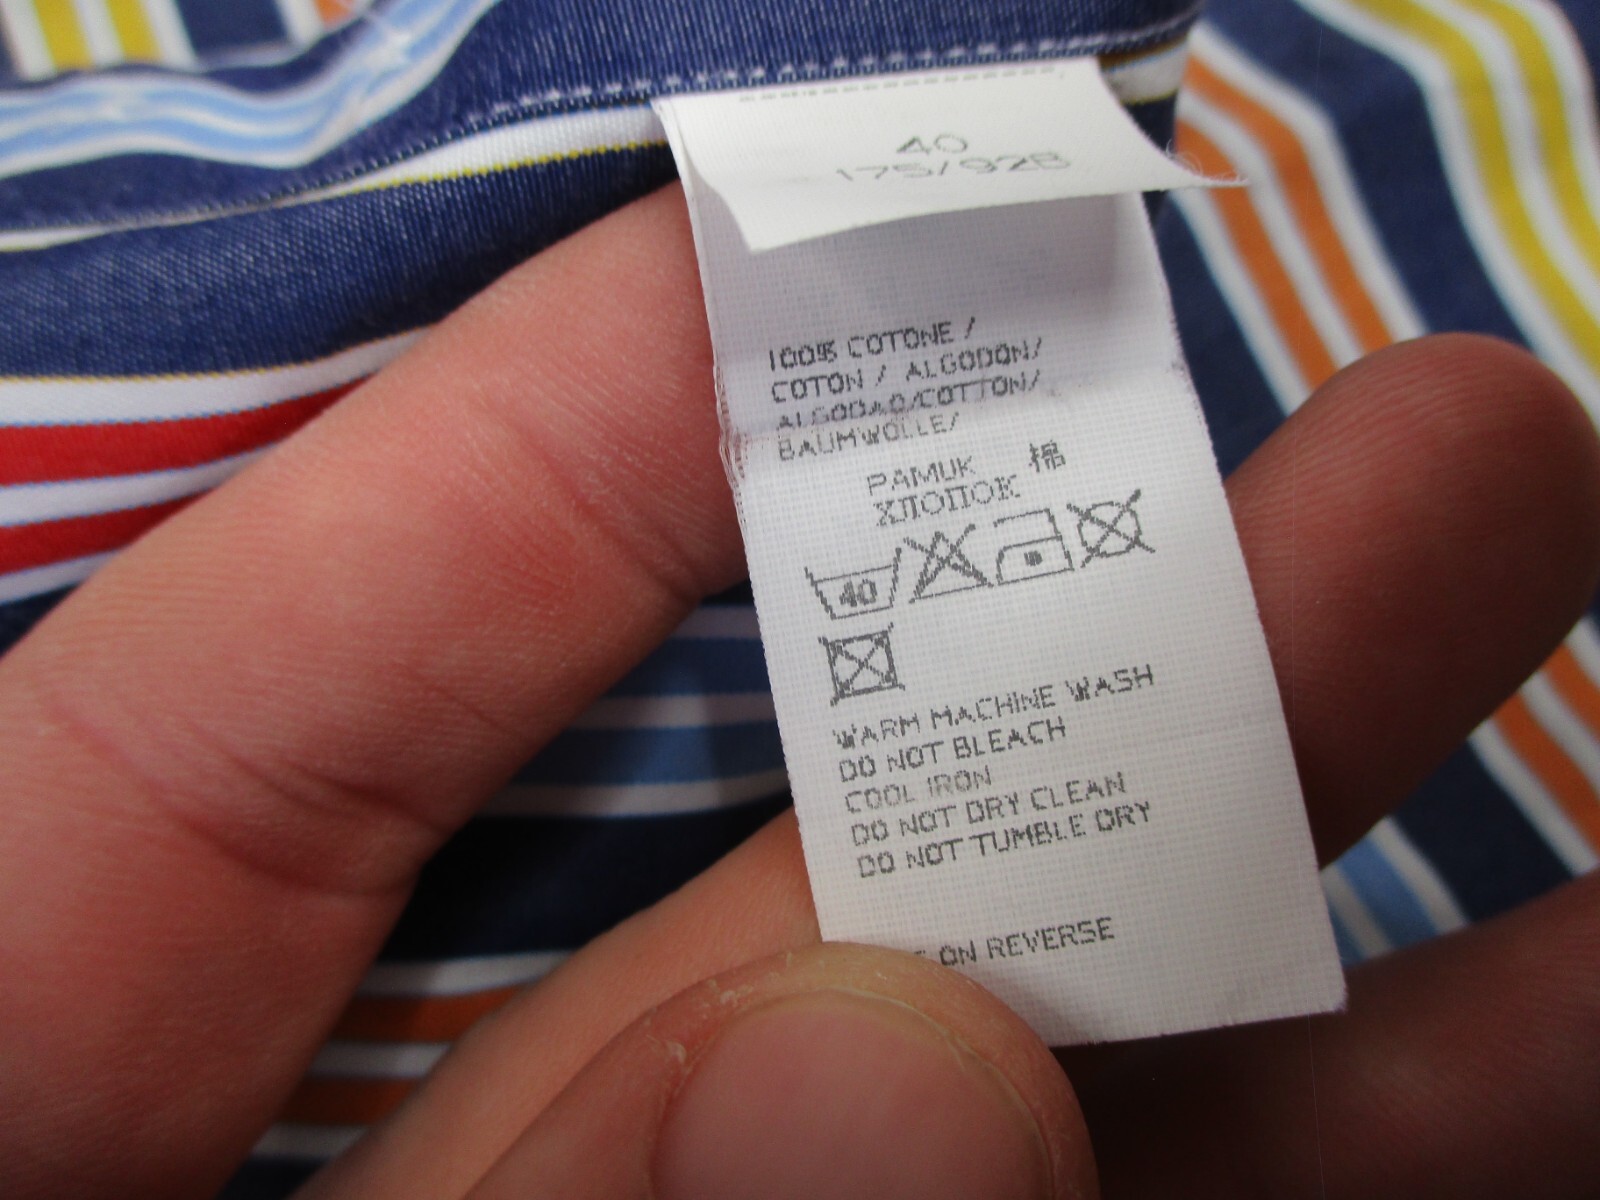 40
175/92B
100% COTONE /
COTON / ALGODON/
ALGODAO/COTTON/
BAUMWOLLE/
PAMUK 棉
ХЛОПОК
40
WARM MACHINE WASH
DO NOT BLEACH
COOL IRON
DO NOT DRY CLEAN
DO NOT TUMBLE DRY
ON REVERSE